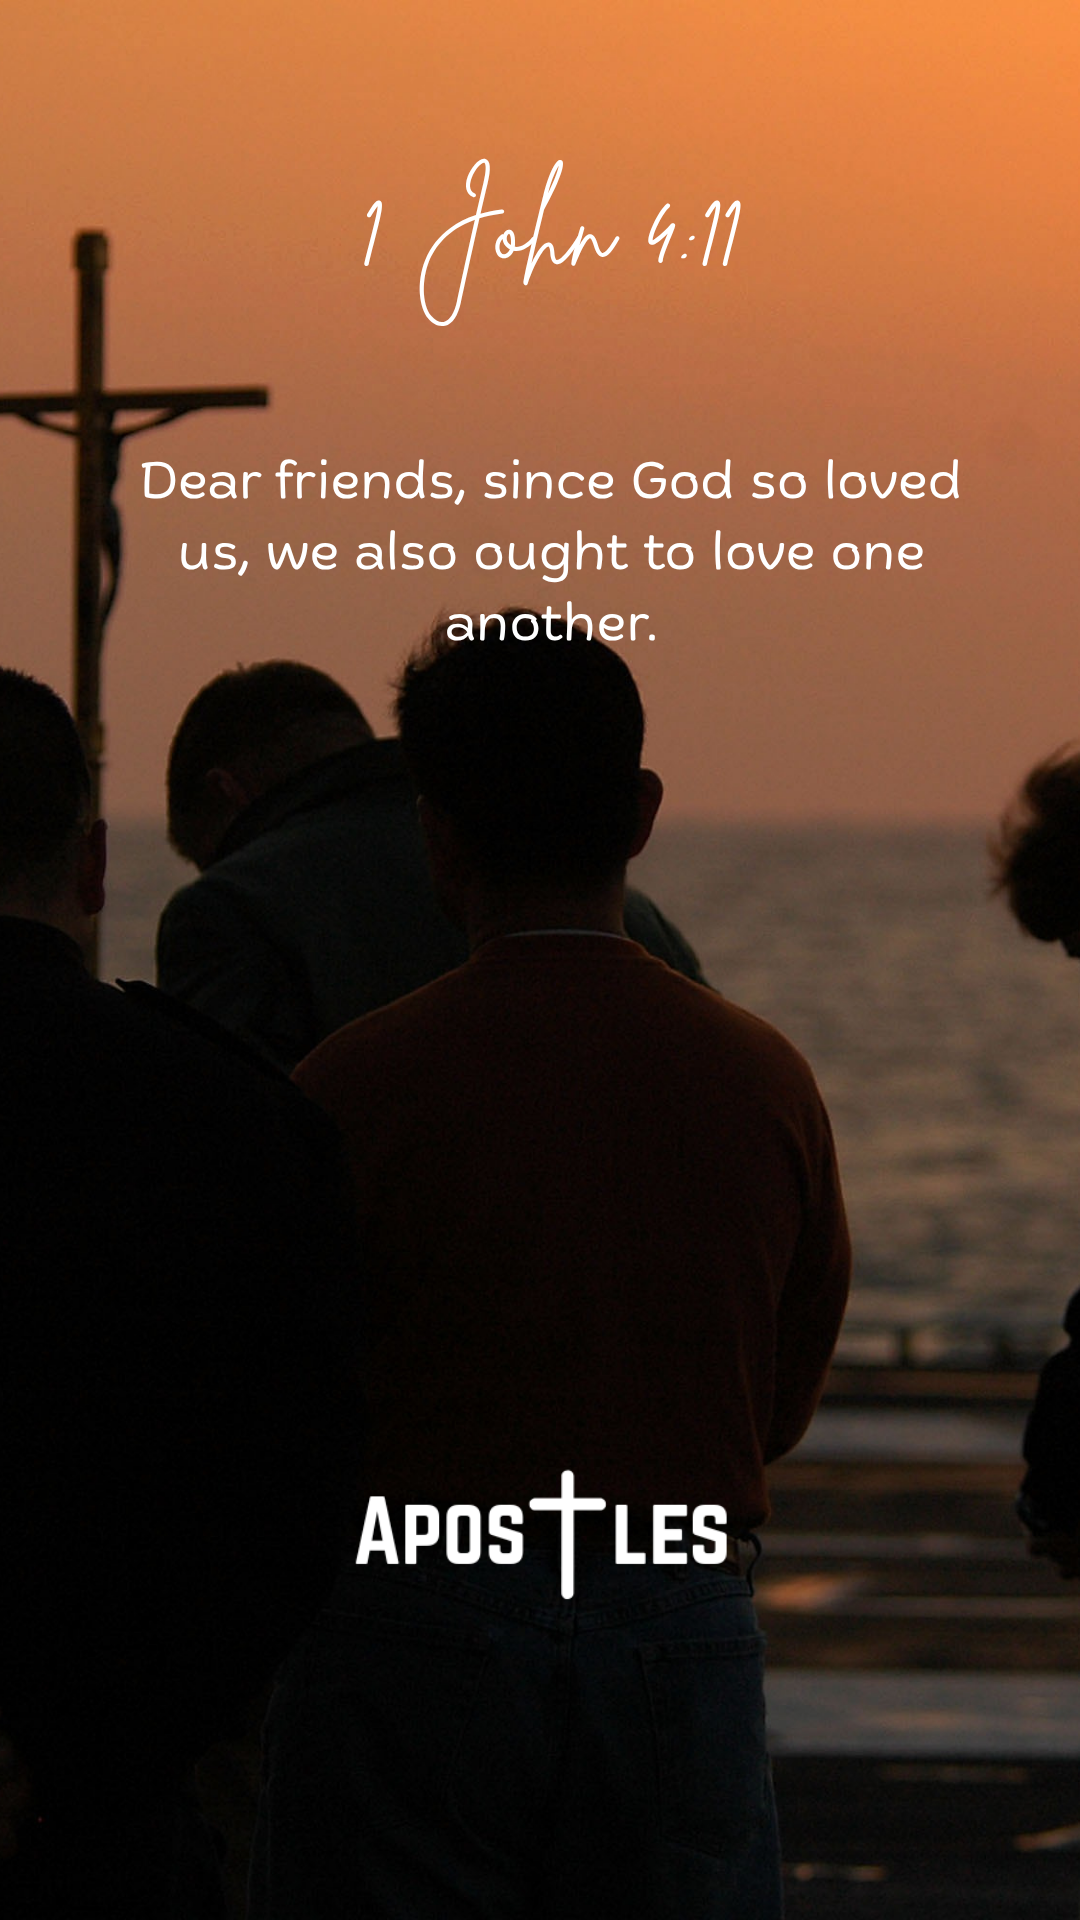 1 John 4:11
Dear friends, since God so loved
us, we also ought to love one
another.
APOSTLES